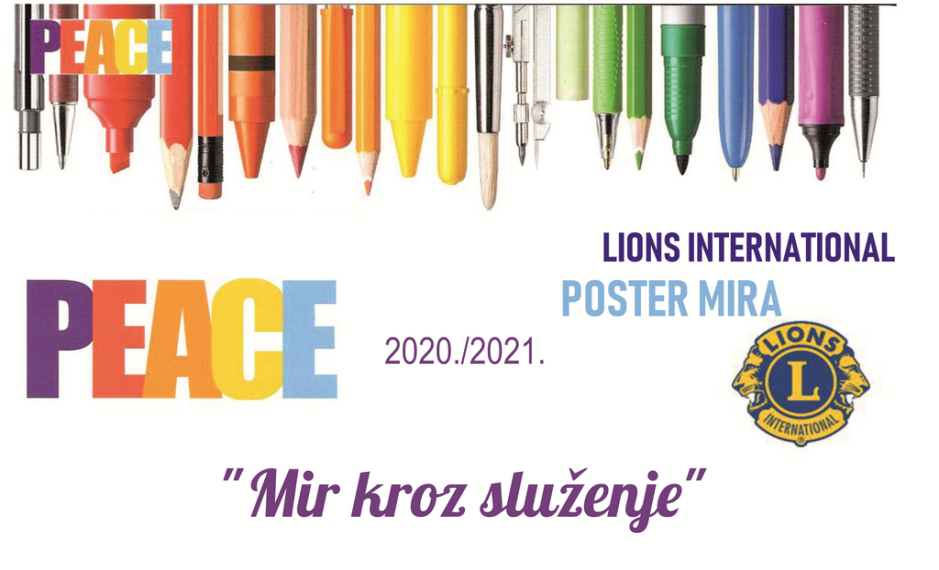 PEACE
LIONS INTERNATIONAL
POSTER MIRA
PEACE
2020./2021.
LIONS
L
INTERNATIONAL
®
"Mir kroz služenje"